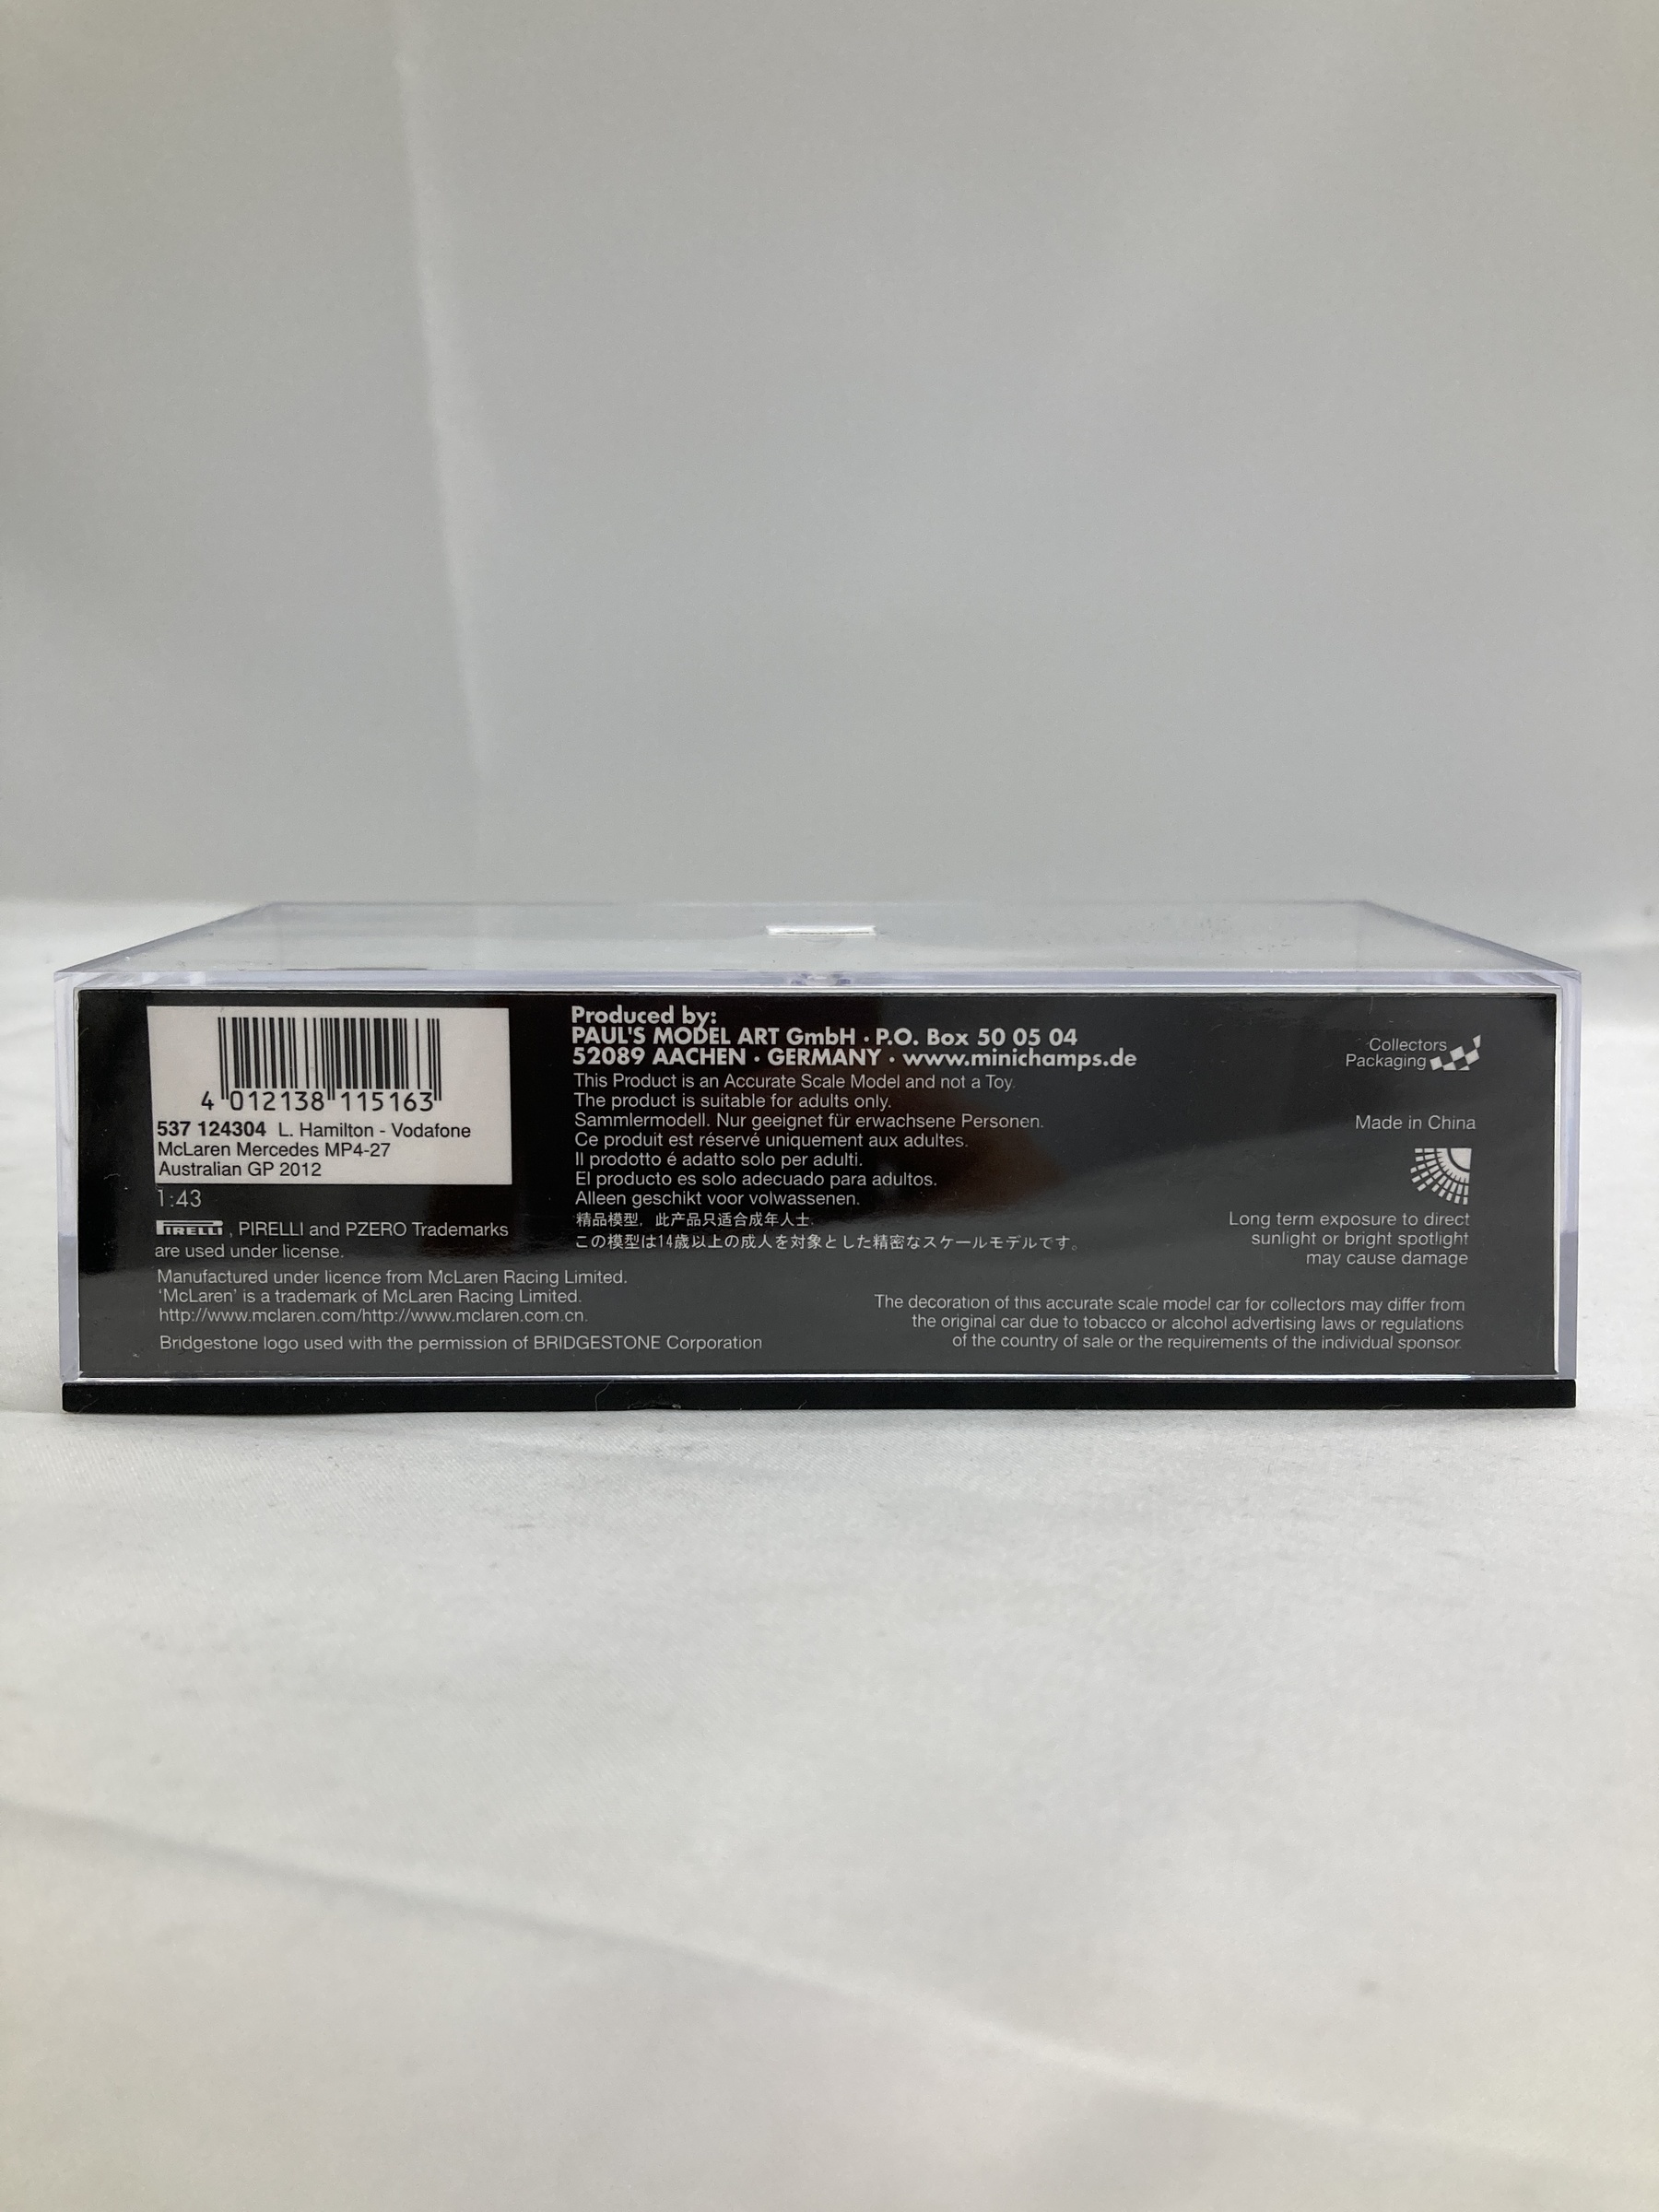 4 012138 115163
537 124304 L. Hamilton - Vodafone
McLaren Mercedes MP4-27
Australian GP 2012
1:43
PIRELLI , PIRELLI and PZERO Trademarks
are used under license.
Manufactured under licence from McLaren Racing Limited.
‘McLaren’ is a trademark of McLaren Racing Limited.
http://www.mclaren.com/http://www.mclaren.com.cn.
Bridgestone logo used with the permission of BRIDGESTONE Corporation
Produced by:
PAUL'S MODEL ART GmbH · P.O. Box 50 05 04
52089 AACHEN · GERMANY · www.minichamps.de
This Product is an Accurate Scale Model and not a Toy.
The product is suitable for adults only.
Sammlermodell. Nur geeignet für erwachsene Personen.
Ce produit est réservé uniquement aux adultes.
Il prodotto é adatto solo per adulti.
El producto es solo adecuado para adultos.
Alleen geschikt voor volwassenen.
精品模型，此产品只适合成年人士.
この模型は14歳以上の成人を対象とした精密なスケールモデルです。
Collectors
Packaging
Made in China
Long term exposure to direct
sunlight or bright spotlight
may cause damage
The decoration of this accurate scale model car for collectors may differ from
the original car due to tobacco or alcohol advertising laws or regulations
of the country of sale or the requirements of the individual sponsor.